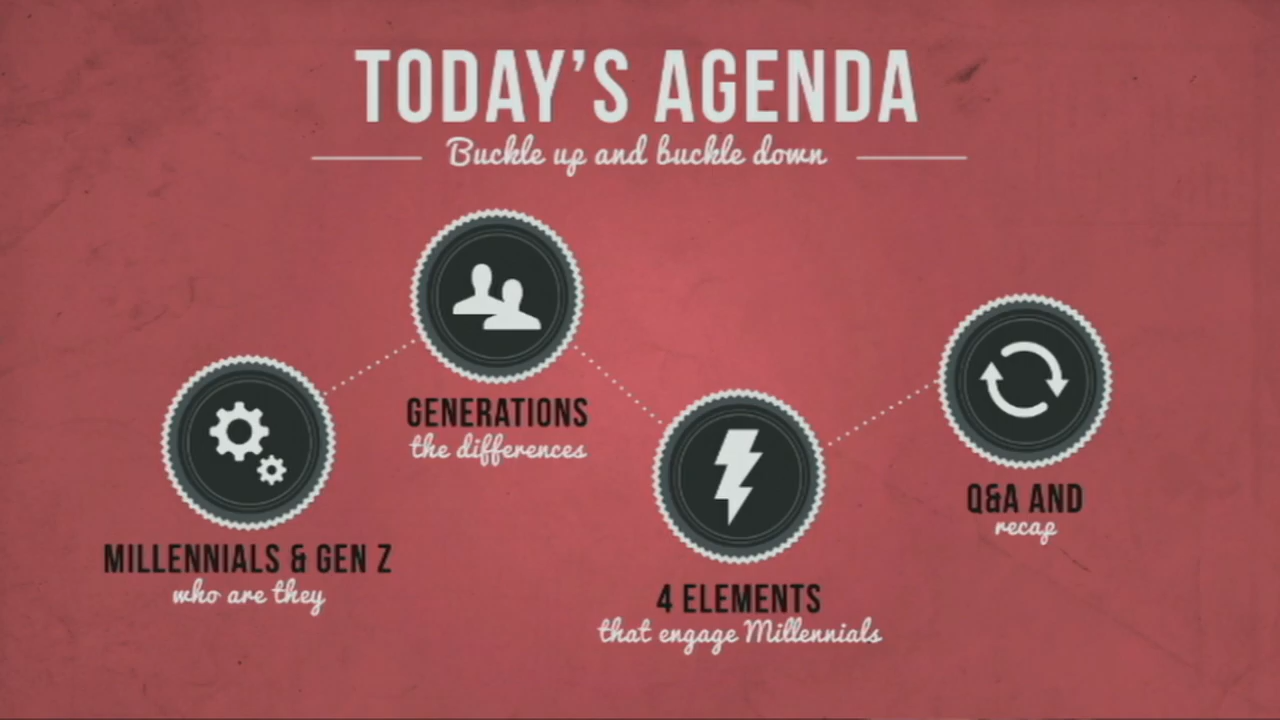 TODAY'S AGENDA
Buckle up and buckle down
MILLENNIALS & GEN Z
who are they
GENERATIONS
the differences
4 ELEMENTS
that engage Millennials
Q&A AND
recap